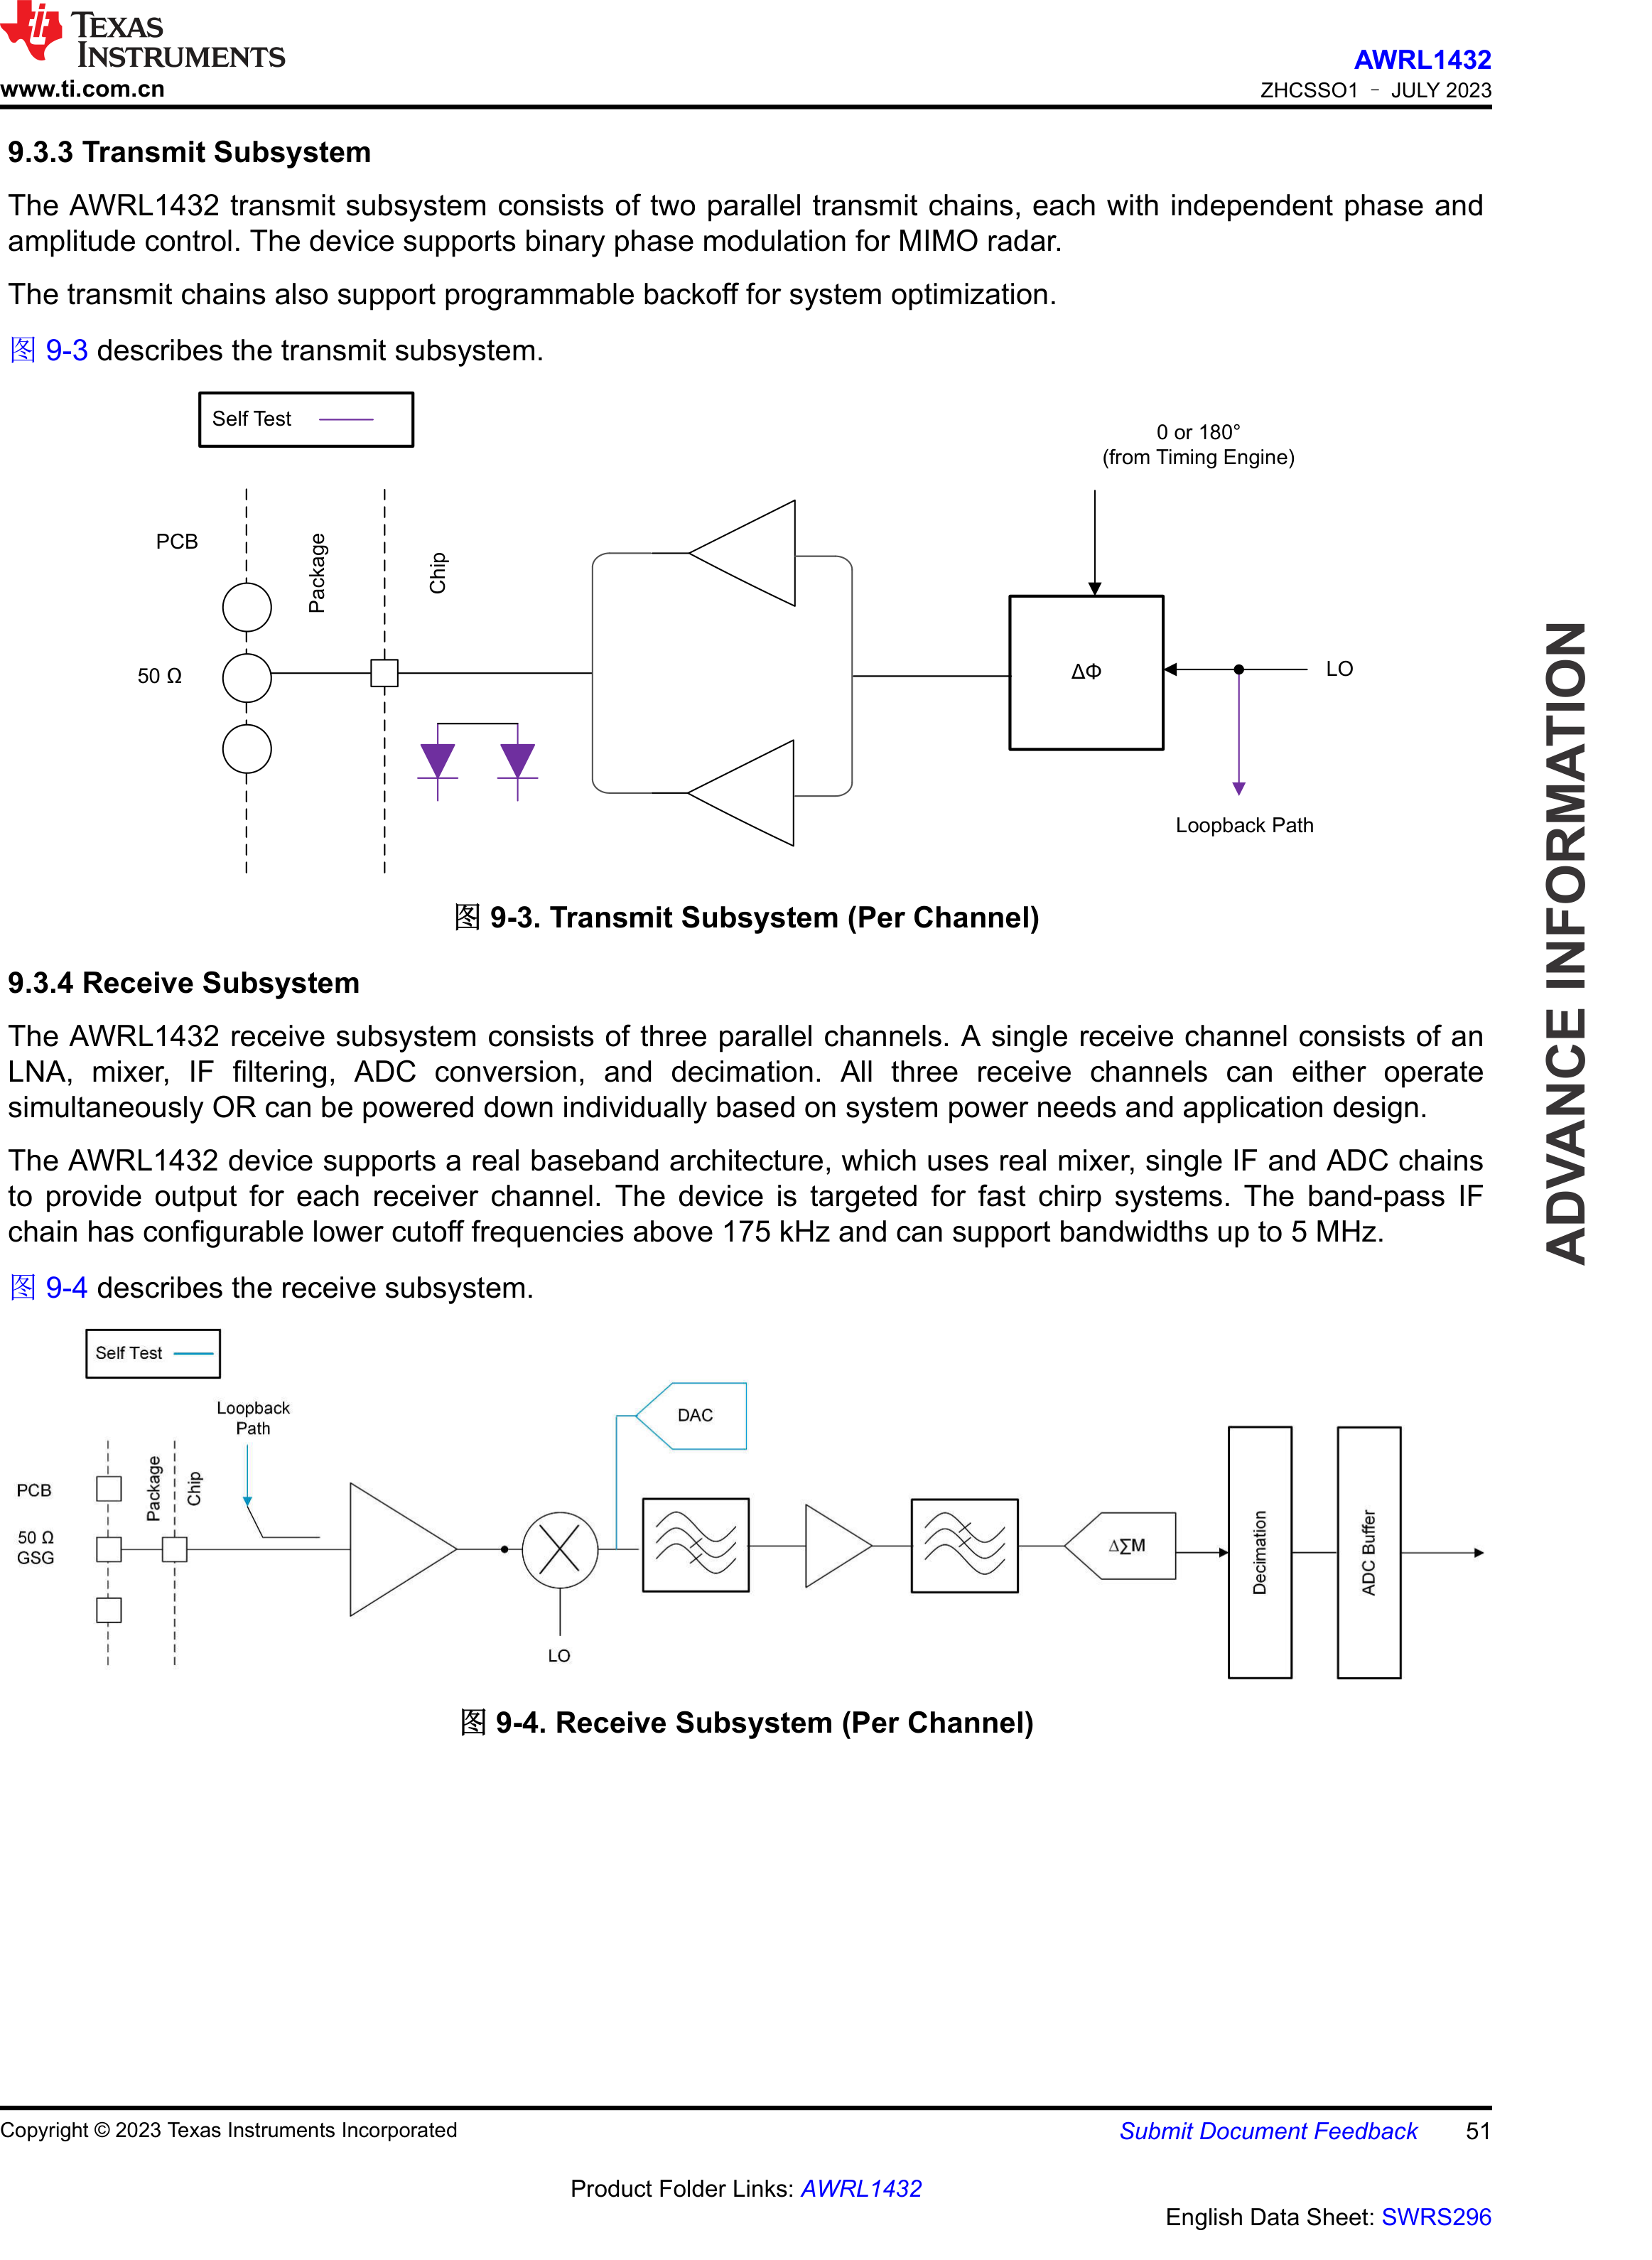 TEXAS
INSTRUMENTS
www.ti.com.cn
AWRL1432
ZHCSSO1 – JULY 2023
9.3.3 Transmit Subsystem
The AWRL1432 transmit subsystem consists of two parallel transmit chains, each with independent phase and
amplitude control. The device supports binary phase modulation for MIMO radar.
The transmit chains also support programmable backoff for system optimization.
图 9-3 describes the transmit subsystem.
Self Test
0 or 180°
(from Timing Engine)
PCB
Package
Chip
50 Ω
ΔΦ
LO
Loopback Path
图 9-3. Transmit Subsystem (Per Channel)
9.3.4 Receive Subsystem
The AWRL1432 receive subsystem consists of three parallel channels. A single receive channel consists of an
LNA, mixer, IF filtering, ADC conversion, and decimation. All three receive channels can either operate
simultaneously OR can be powered down individually based on system power needs and application design.
The AWRL1432 device supports a real baseband architecture, which uses real mixer, single IF and ADC chains
to provide output for each receiver channel. The device is targeted for fast chirp systems. The band-pass IF
chain has configurable lower cutoff frequencies above 175 kHz and can support bandwidths up to 5 MHz.
图 9-4 describes the receive subsystem.
Self Test
Loopback
Path
DAC
PCB
Package
Chip
50 Ω
GSG
Δ∑M
Decimation
ADC Buffer
LO
图 9-4. Receive Subsystem (Per Channel)
ADVANCE INFORMATION
Copyright © 2023 Texas Instruments Incorporated
Submit Document Feedback 51
Product Folder Links: AWRL1432
English Data Sheet: SWRS296